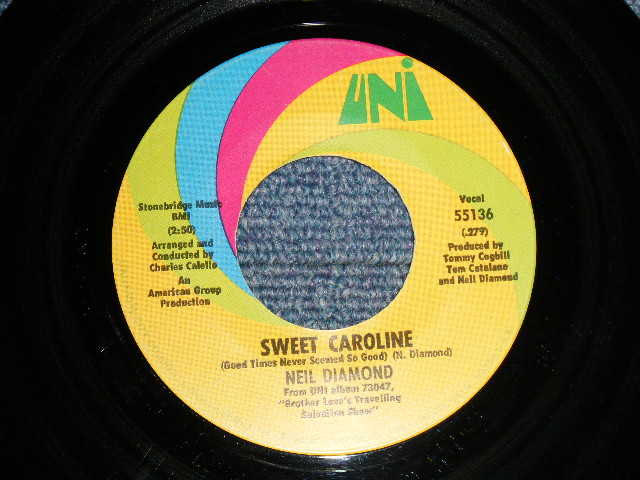 UNI
Stonebridge Music
BMI
(2:50)
Arranged and
Conducted by
Charles Calello
An
American Group
Production
Vocal
55136
(.279)
Produced by
Tommy Cogbill
Tom Catalano
and Neil Diamond
SWEET CAROLINE
(Good Times Never Seemed So Good) (N. Diamond)
NEIL DIAMOND
From UNI album 73047,
"Brother Love's Travelling
Salvation Show"